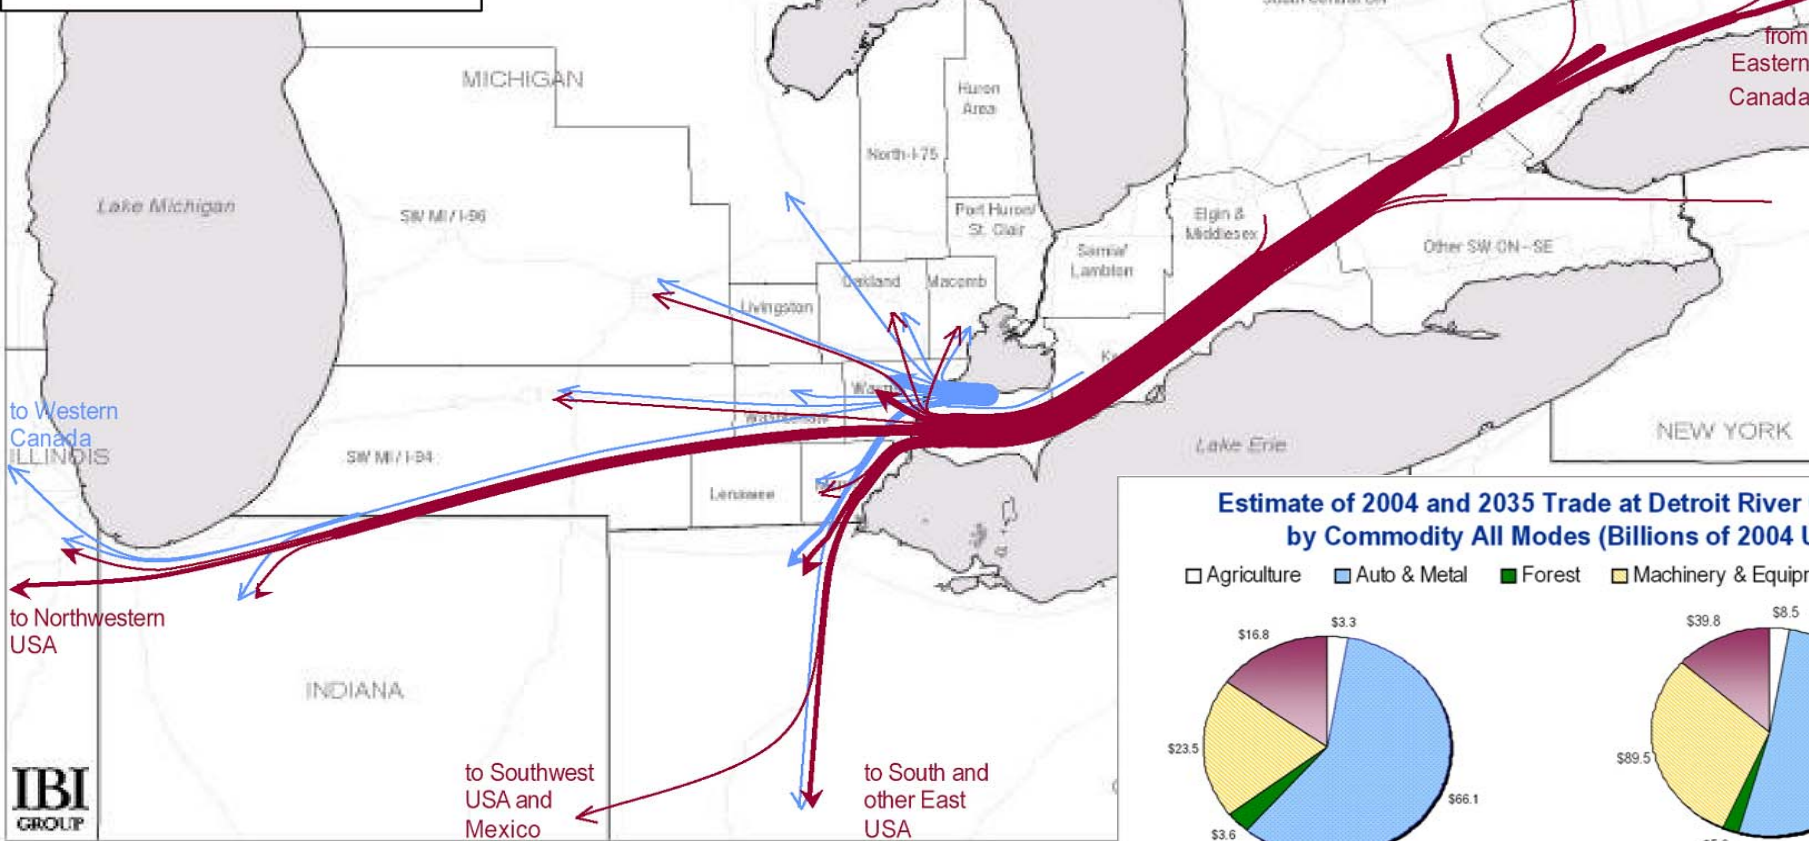 from
Eastern
Canada
MICHIGAN
Huron
Area
North-I-75
Lake Michigan
SW MI / I-96
Port Huron/
St. Clair
Elgin &
Middlesex
Sarnia/
Lambton
Other SW ON - SE
Oakland
Macomb
Livingston
Wayne
Washtenaw
to Western
Canada
ILLINOIS
SW MI / I-94
Lenawee
Lake Erie
NEW YORK
Estimate of 2004 and 2035 Trade at Detroit River
by Commodity All Modes (Billions of 2004 U
Agriculture
Auto & Metal
Forest
Machinery & Equipm
to Northwestern
USA
INDIANA
$3.3
$16.8
$23.5
$66.1
$3.6
$8.5
$39.8
$89.5
to Southwest
USA and
Mexico
to South and
other East
USA
IBI
GROUP